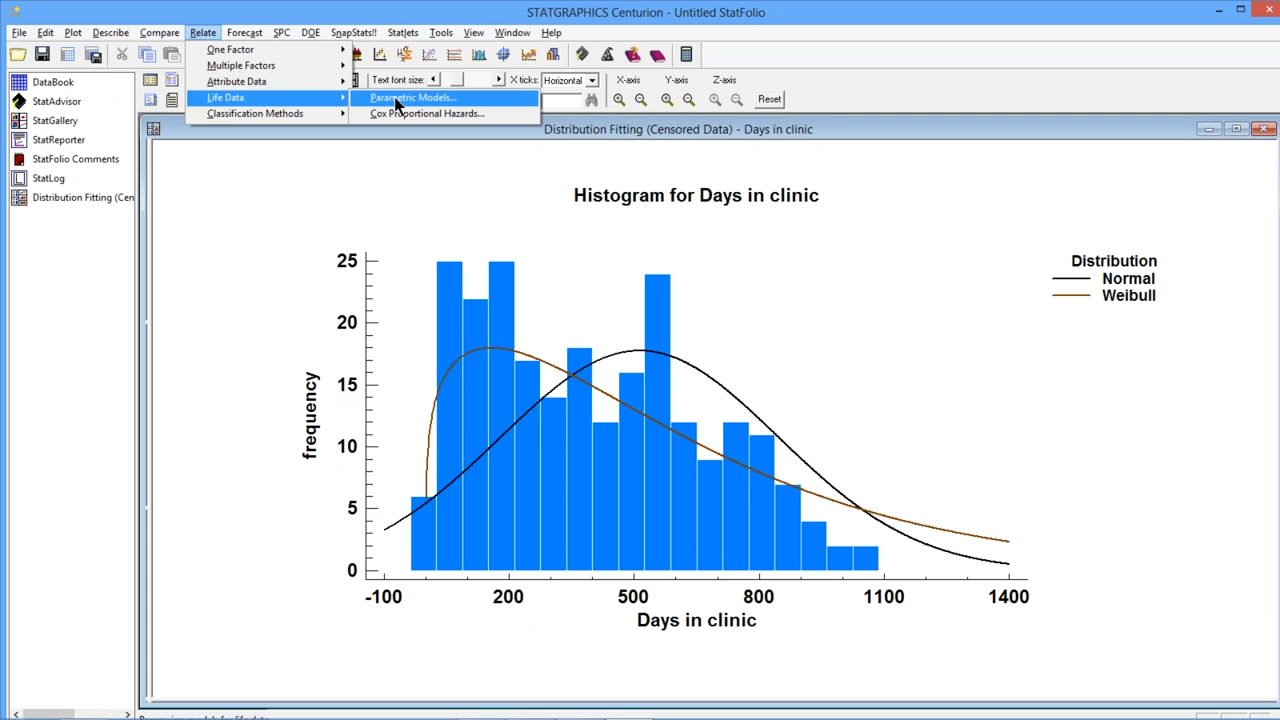 STATGRAPHICS Centurion - Untitled StatFolio
File Edit Plot Describe Compare Relate Forecast SPC DOE SnapStats!! StatLets Tools View Window Help
One Factor
Multiple Factors
Attribute Data
Life Data
Classification Methods
Parametric Models...
Cox Proportional Hazards...
Text font size: X ticks: Horizontal X-axis Y-axis Z-axis
Reset
DataBook
StatAdvisor
StatGallery
StatReporter
StatFolio Comments
StatLog
Distribution Fitting (Cen
Distribution Fitting (Censored Data) - Days in clinic
Histogram for Days in clinic
Distribution
Normal
Weibull
frequency
25
20
15
10
5
0
-100 200 500 800 1100 1400
Days in clinic